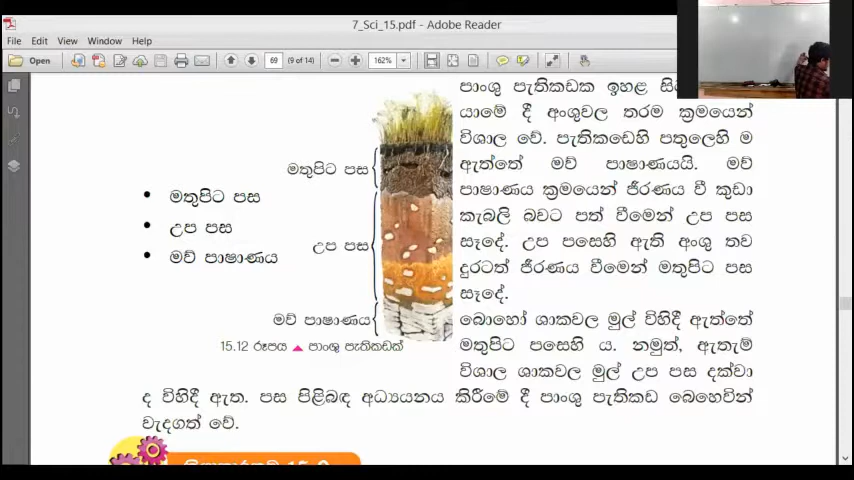 7_Sci_15.pdf - Adobe Reader
File Edit View Window Help
Open 69 (9 of 14) 162%
පාංශු පැතිකඩක ඉහළ සිට
යාමේ දී අංශුවල තරම ක්‍රමයෙන්
විශාල වේ. පැතිකඩෙහි පතුලෙහි ම
ඇත්තේ මව් පාෂාණයයි. මව්
පාෂාණය ක්‍රමයෙන් ජීරණය වී කුඩා
කැබලි බවට පත් වීමෙන් උප පස
සෑදේ. උප පසෙහි ඇති අංශු තව
දුරටත් ජීරණය වීමෙන් මතුපිට පස
සෑදේ.
• මතුපිට පස
• උප පස
• මව් පාෂාණය
මතුපිට පස
උප පස
මව් පාෂාණය
15.12 රූපය ▲ පාංශු පැතිකඩක්
බොහෝ ශාකවල මුල් විහිදී ඇත්තේ
මතුපිට පසෙහි ය. නමුත්, ඇතැම්
විශාල ශාකවල මුල් උප පස දක්වා
ද විහිදී ඇත. පස පිළිබඳ අධ්‍යයනය කිරීමේ දී පාංශු පැතිකඩ බෙහෙවින්
වැදගත් වේ.